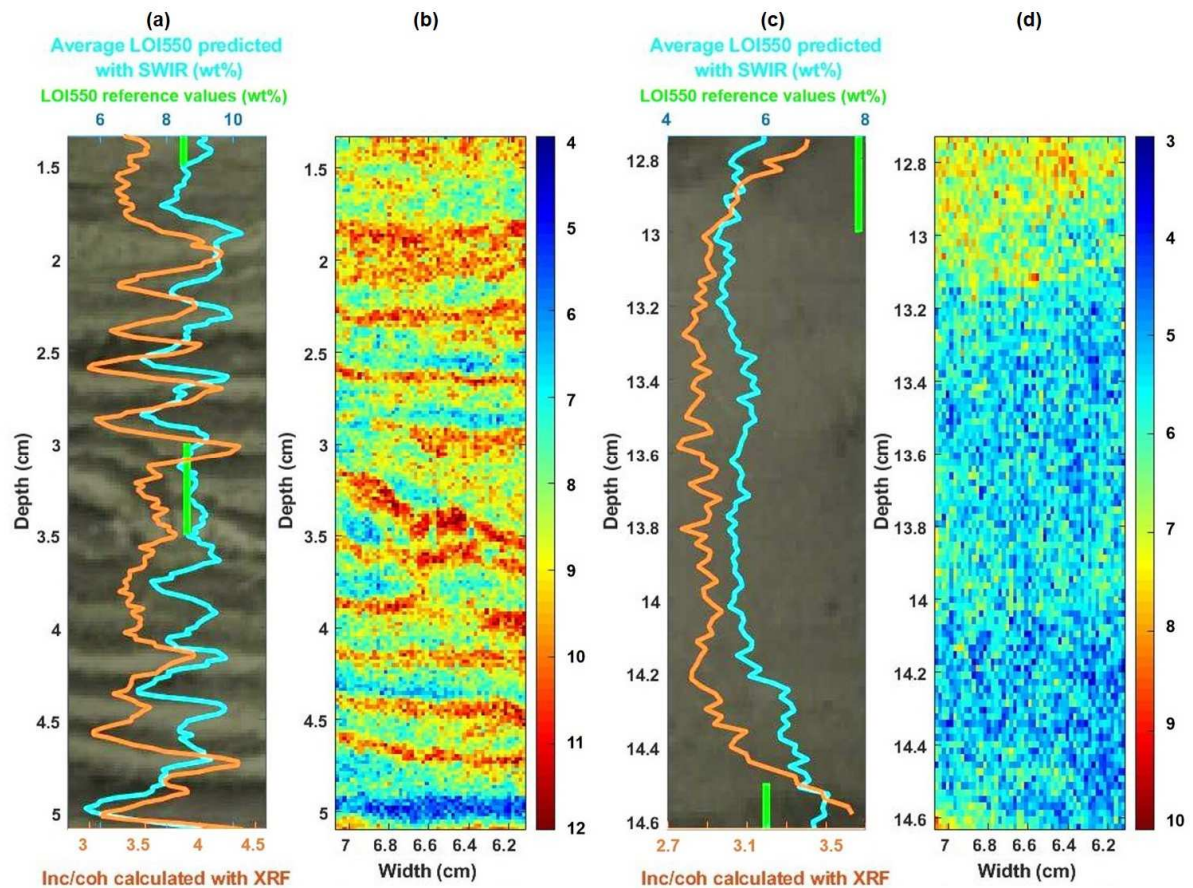 (a)
(b)
(c)
(d)
Average LOI550 predicted
with SWIR (wt%)
LOI550 reference values (wt%)
6 8 10
Depth (cm)
1.5
2
2.5
3
3.5
4
4.5
5
3 3.5 4 4.5
Inc/coh calculated with XRF
Depth (cm)
1.5
2
2.5
3
3.5
4
4.5
5
7 6.8 6.6 6.4 6.2
Width (cm)
4
5
6
7
8
9
10
11
12
Average LOI550 predicted
with SWIR (wt%)
LOI550 reference values (wt%)
4 6 8
Depth (cm)
12.8
13
13.2
13.4
13.6
13.8
14
14.2
14.4
14.6
2.7 3.1 3.5
Inc/coh calculated with XRF
Depth (cm)
12.8
13
13.2
13.4
13.6
13.8
14
14.2
14.4
14.6
7 6.8 6.6 6.4 6.2
Width (cm)
3
4
5
6
7
8
9
10